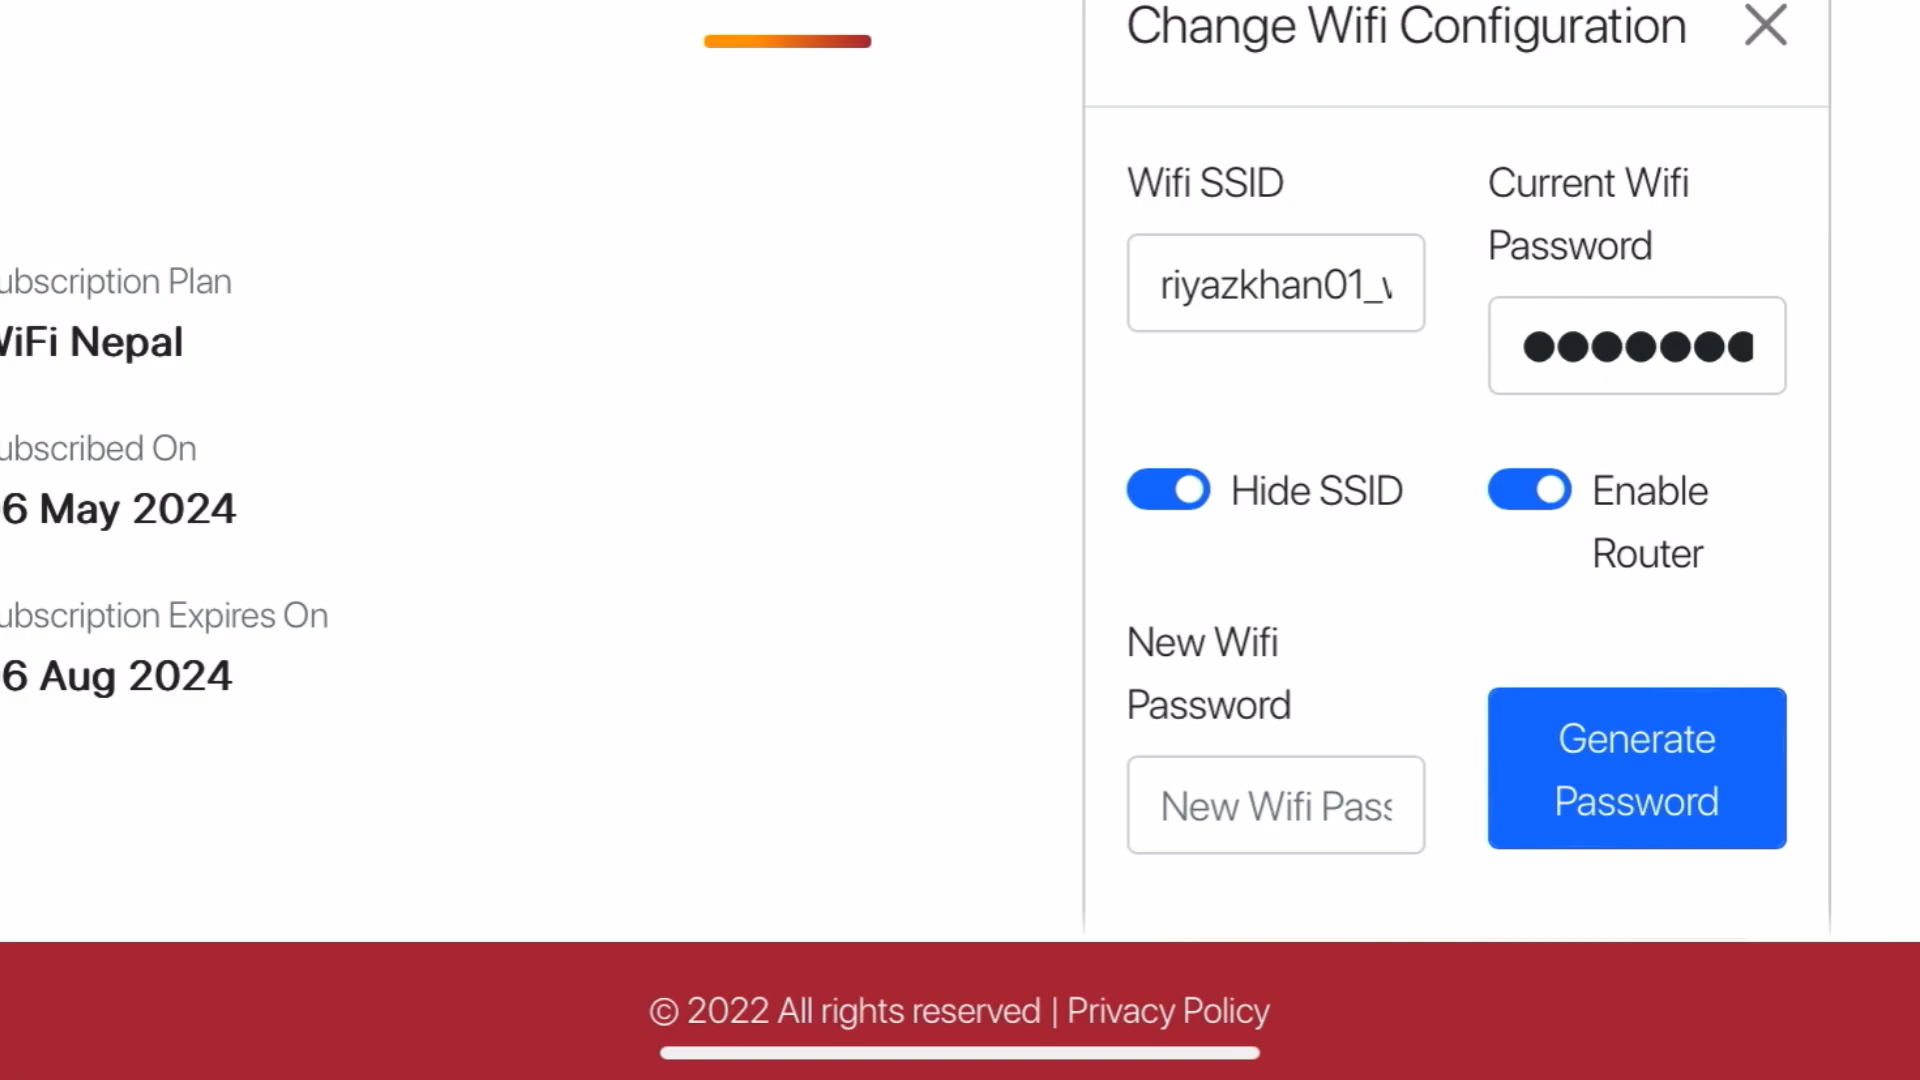 Change Wifi Configuration
ubscription Plan
WiFi Nepal
ubscribed On
6 May 2024
ubscription Expires On
6 Aug 2024
Wifi SSID
riyazkhan01_
Current Wifi
Password
Hide SSID
Enable
Router
New Wifi
Password
New Wifi Pass
Generate
Password
© 2022 All rights reserved | Privacy Policy